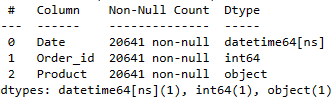 #   Column   Non-Null Count   Dtype
---  ------   --------------   -----
0   Date   20641 non-null   datetime64[ns]
1   Order_id   20641 non-null   int64
2   Product   20641 non-null   object
dtypes: datetime64[ns](1), int64(1), object(1)